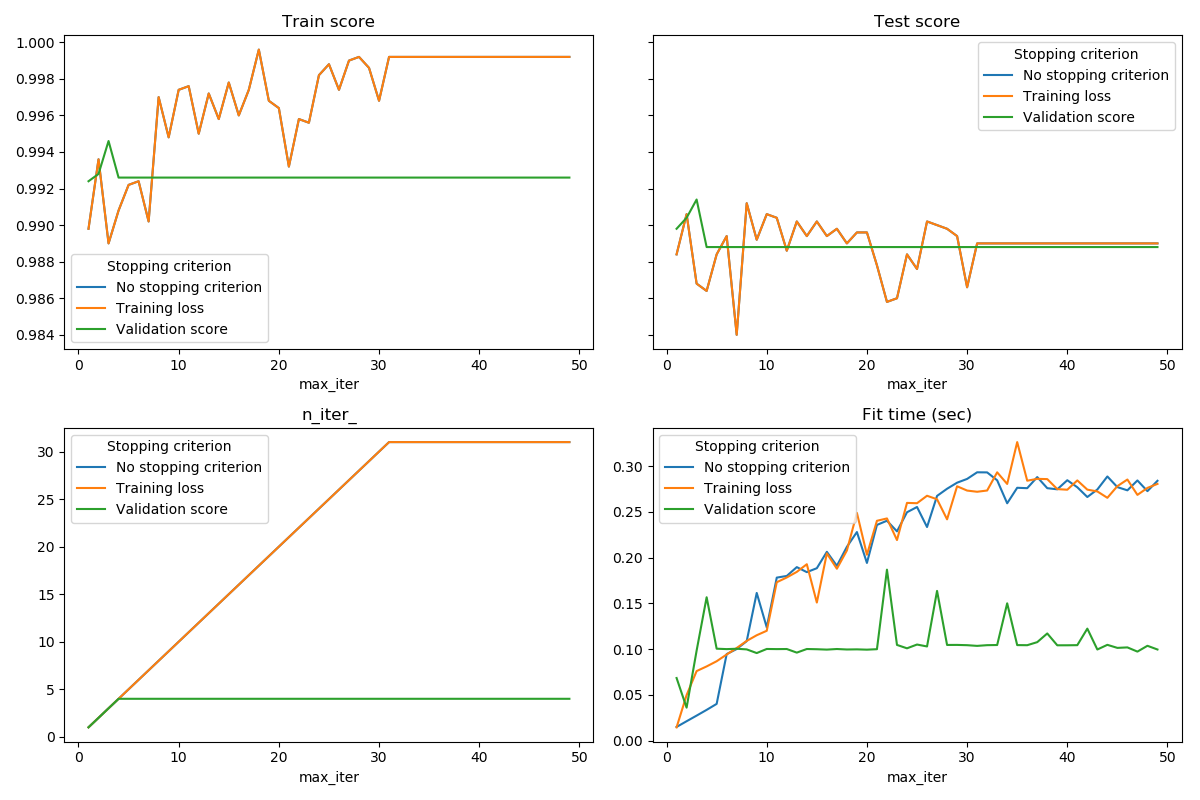 Train score
1.000
0.998
0.996
0.994
0.992
0.990
0.988
0.986
0.984
Stopping criterion
No stopping criterion
Training loss
Validation score
0 10 20 30 40 50
max_iter
Test score
Stopping criterion
No stopping criterion
Training loss
Validation score
0 10 20 30 40 50
max_iter
n_iter_
30
25
20
15
10
5
0
Stopping criterion
No stopping criterion
Training loss
Validation score
0 10 20 30 40 50
max_iter
Fit time (sec)
0.30
0.25
0.20
0.15
0.10
0.05
0.00
Stopping criterion
No stopping criterion
Training loss
Validation score
0 10 20 30 40 50
max_iter